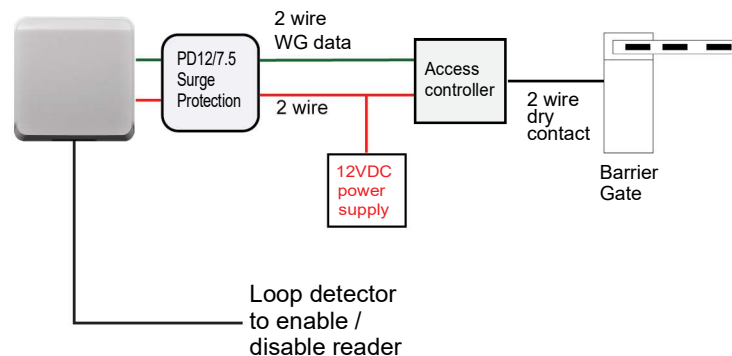 2 wire
WG data
PD12/7.5
Surge
Protection
2 wire
Access
controller
2 wire
dry
contact
12VDC
power
supply
Barrier
Gate
Loop detector
to enable /
disable reader